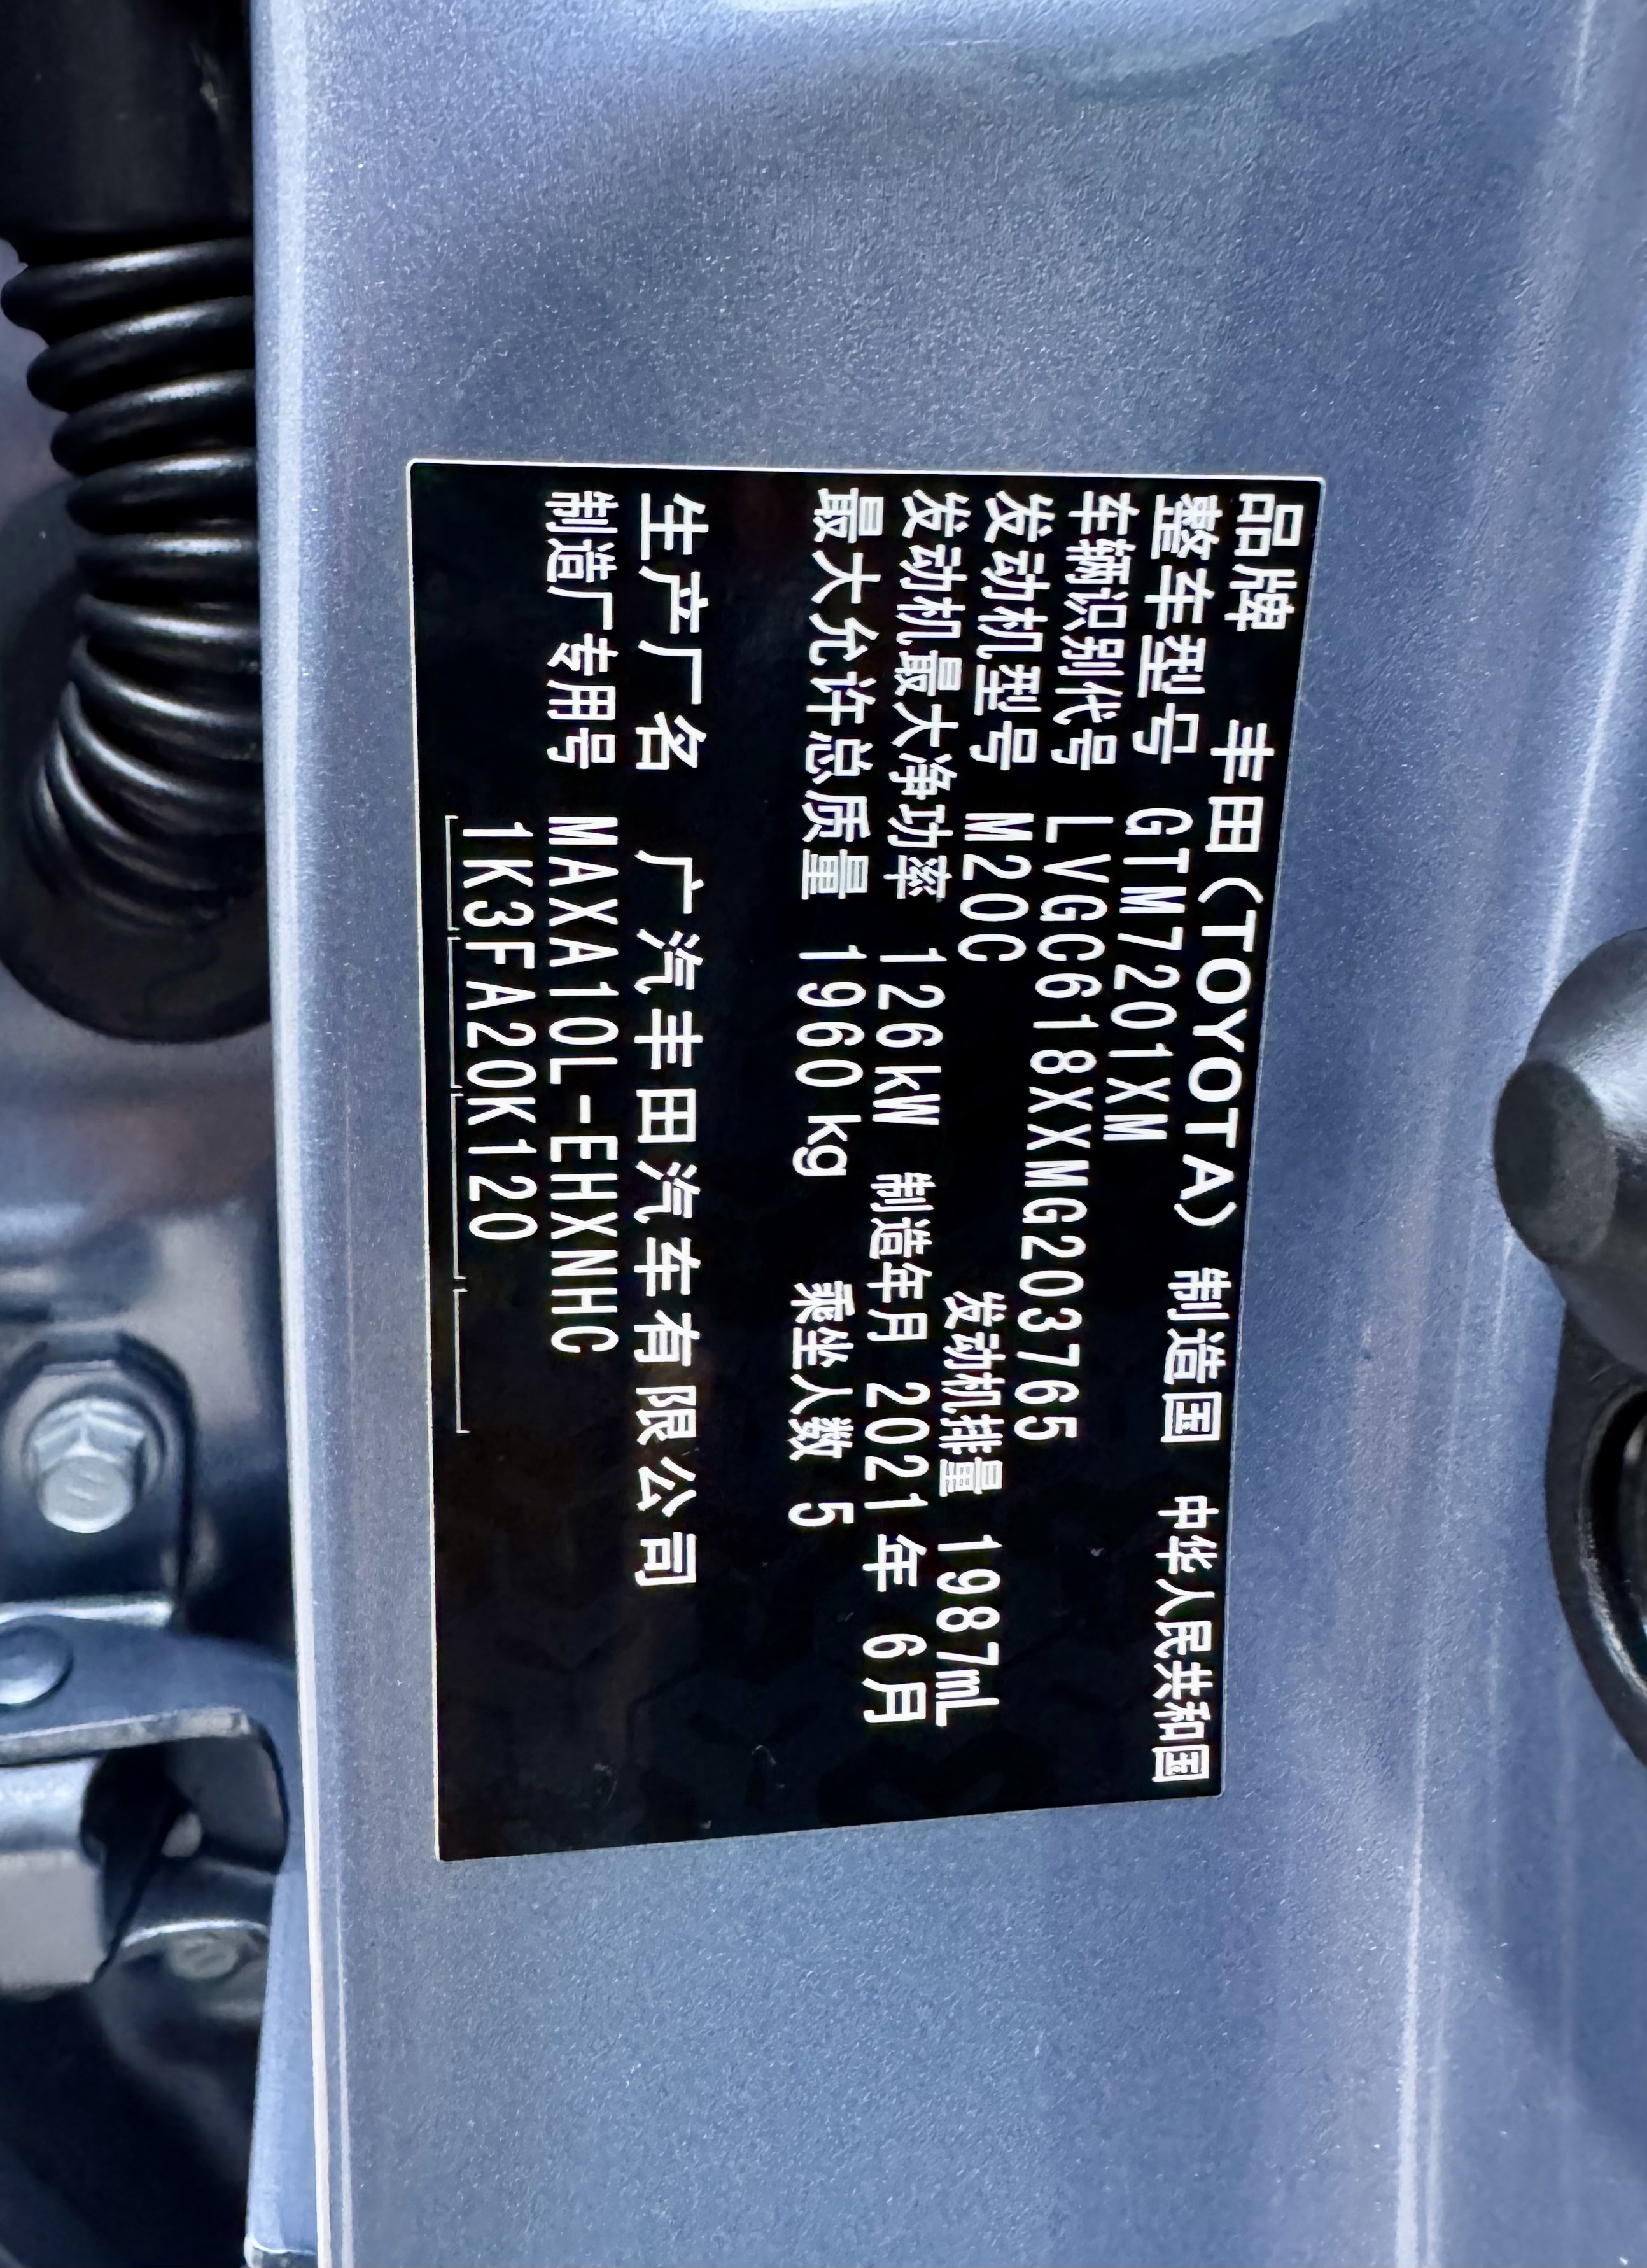 品牌 丰田(TOYOTA) 制造国 中华人民共和国
整车型号 GTM7201XM
车辆识别代号 LVGC618XXMG203765
发动机型号 M20C 发动机排量 1987mL
发动机最大净功率 126kW 制造年月 2021年 6月
最大允许总质量 1960kg 乘坐人数 5
生产厂名 广汽丰田汽车有限公司
制造厂专用号 MAXA10L-EHXNHC
1K3FA20K120